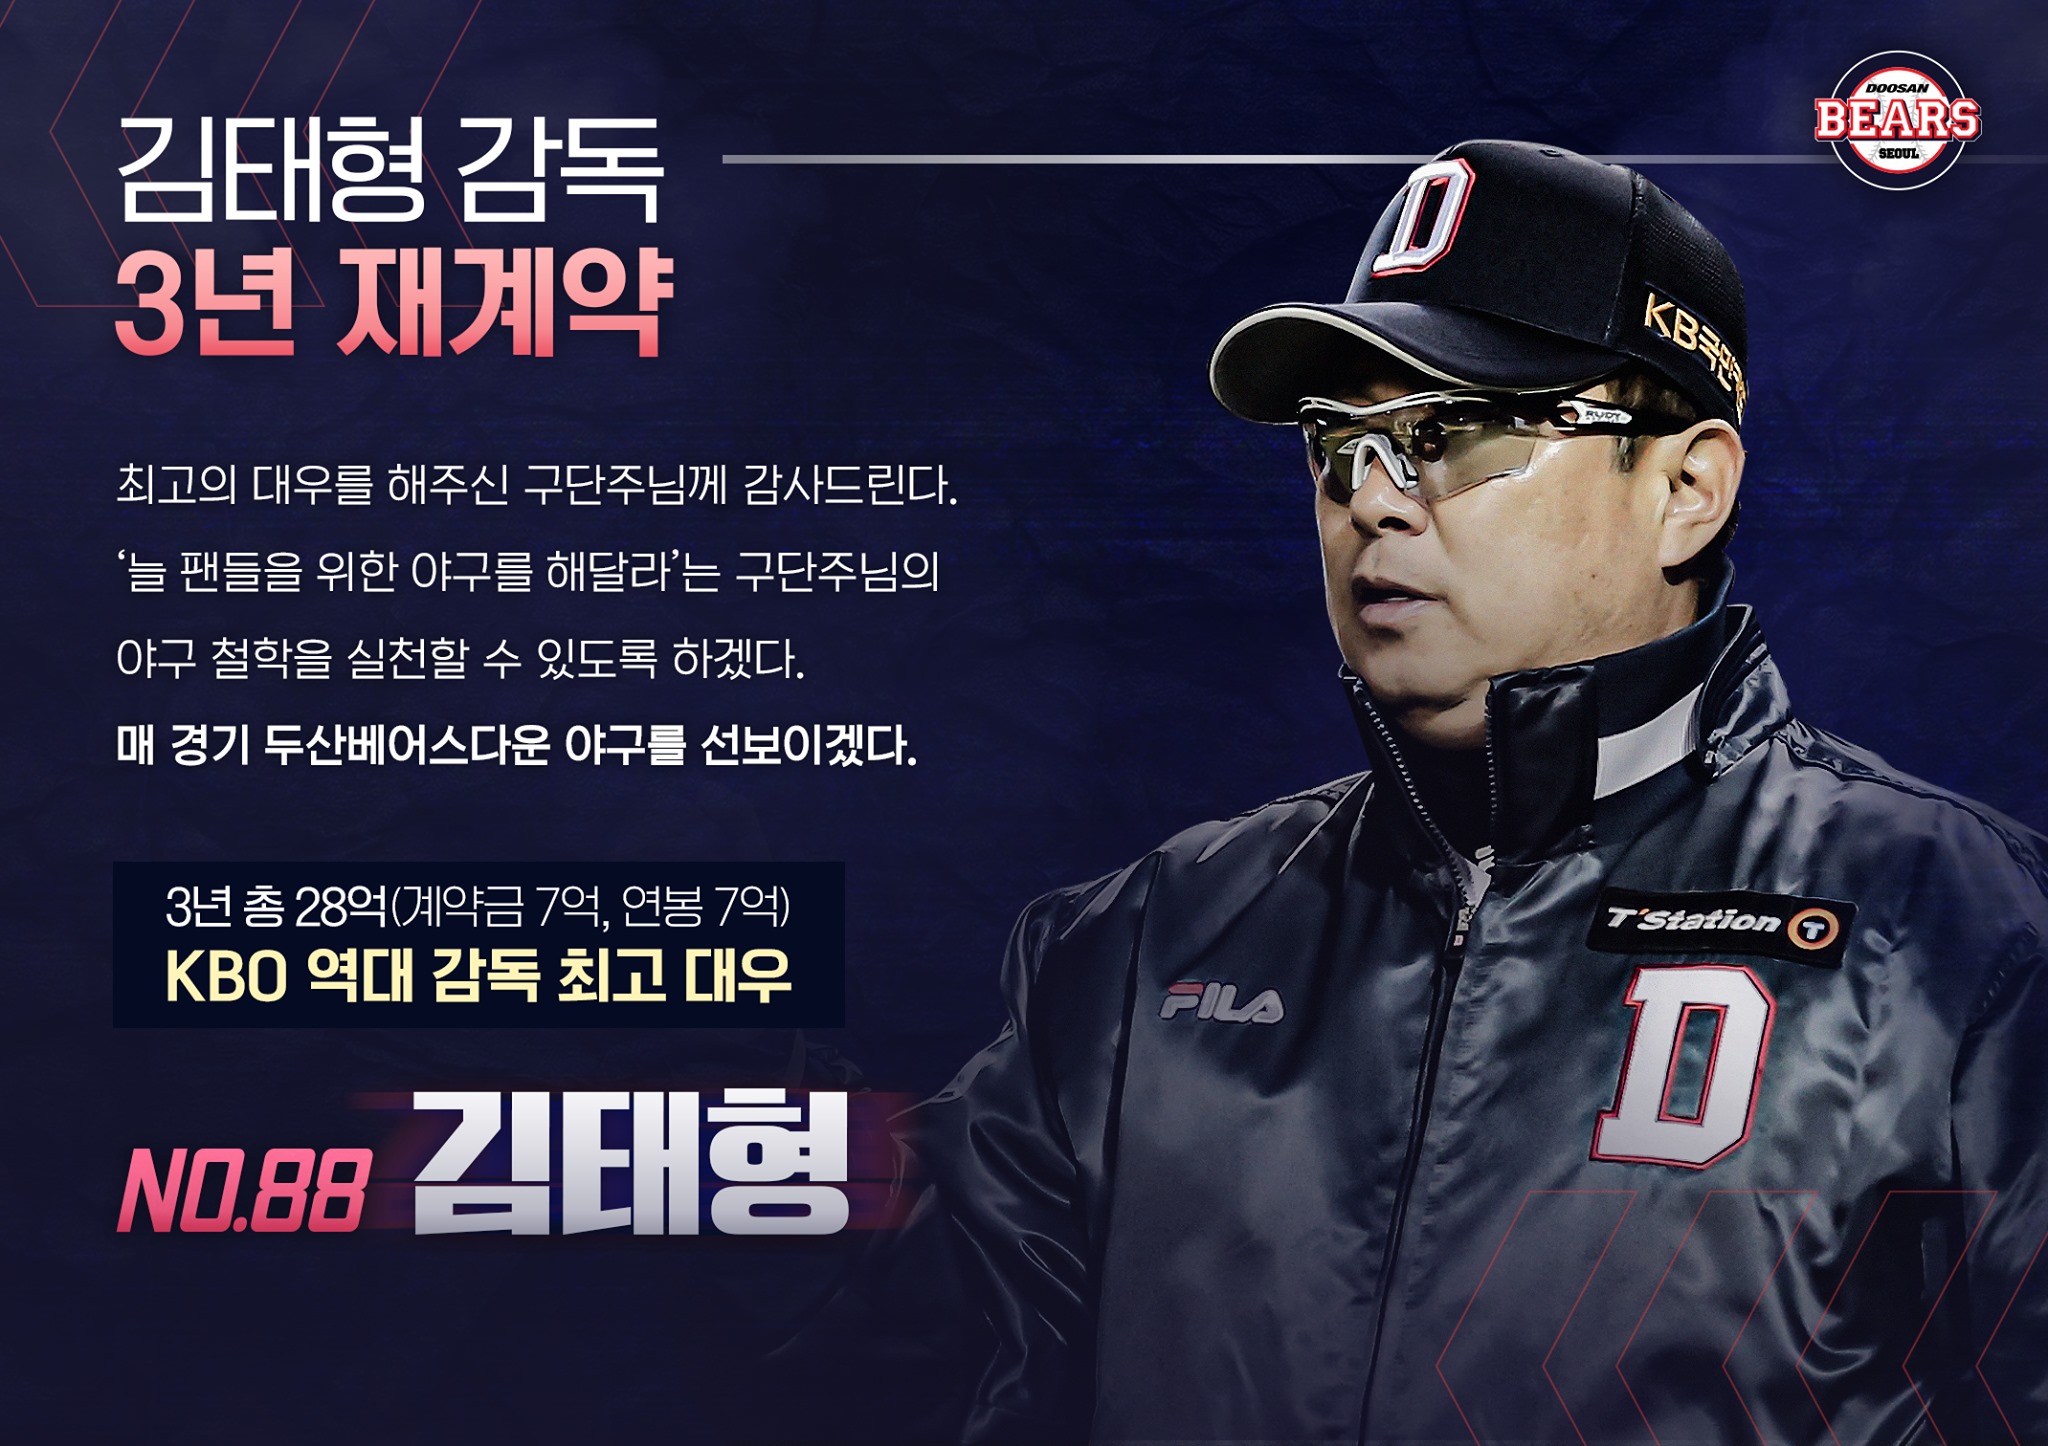 김태형 감독
3년 재계약
DOOSAN
BEARS
SEOUL
최고의 대우를 해주신 구단주님께 감사드린다.
‘늘 팬들을 위한 야구를 해달라’는 구단주님의
야구 철학을 실천할 수 있도록 하겠다.
매 경기 두산베어스다운 야구를 선보이겠다.
3년 총 28억(계약금 7억, 연봉 7억)
KBO 역대 감독 최고 대우
NO.88 김태형
D
KB국민
RUDY
T'Station T
FILA
D